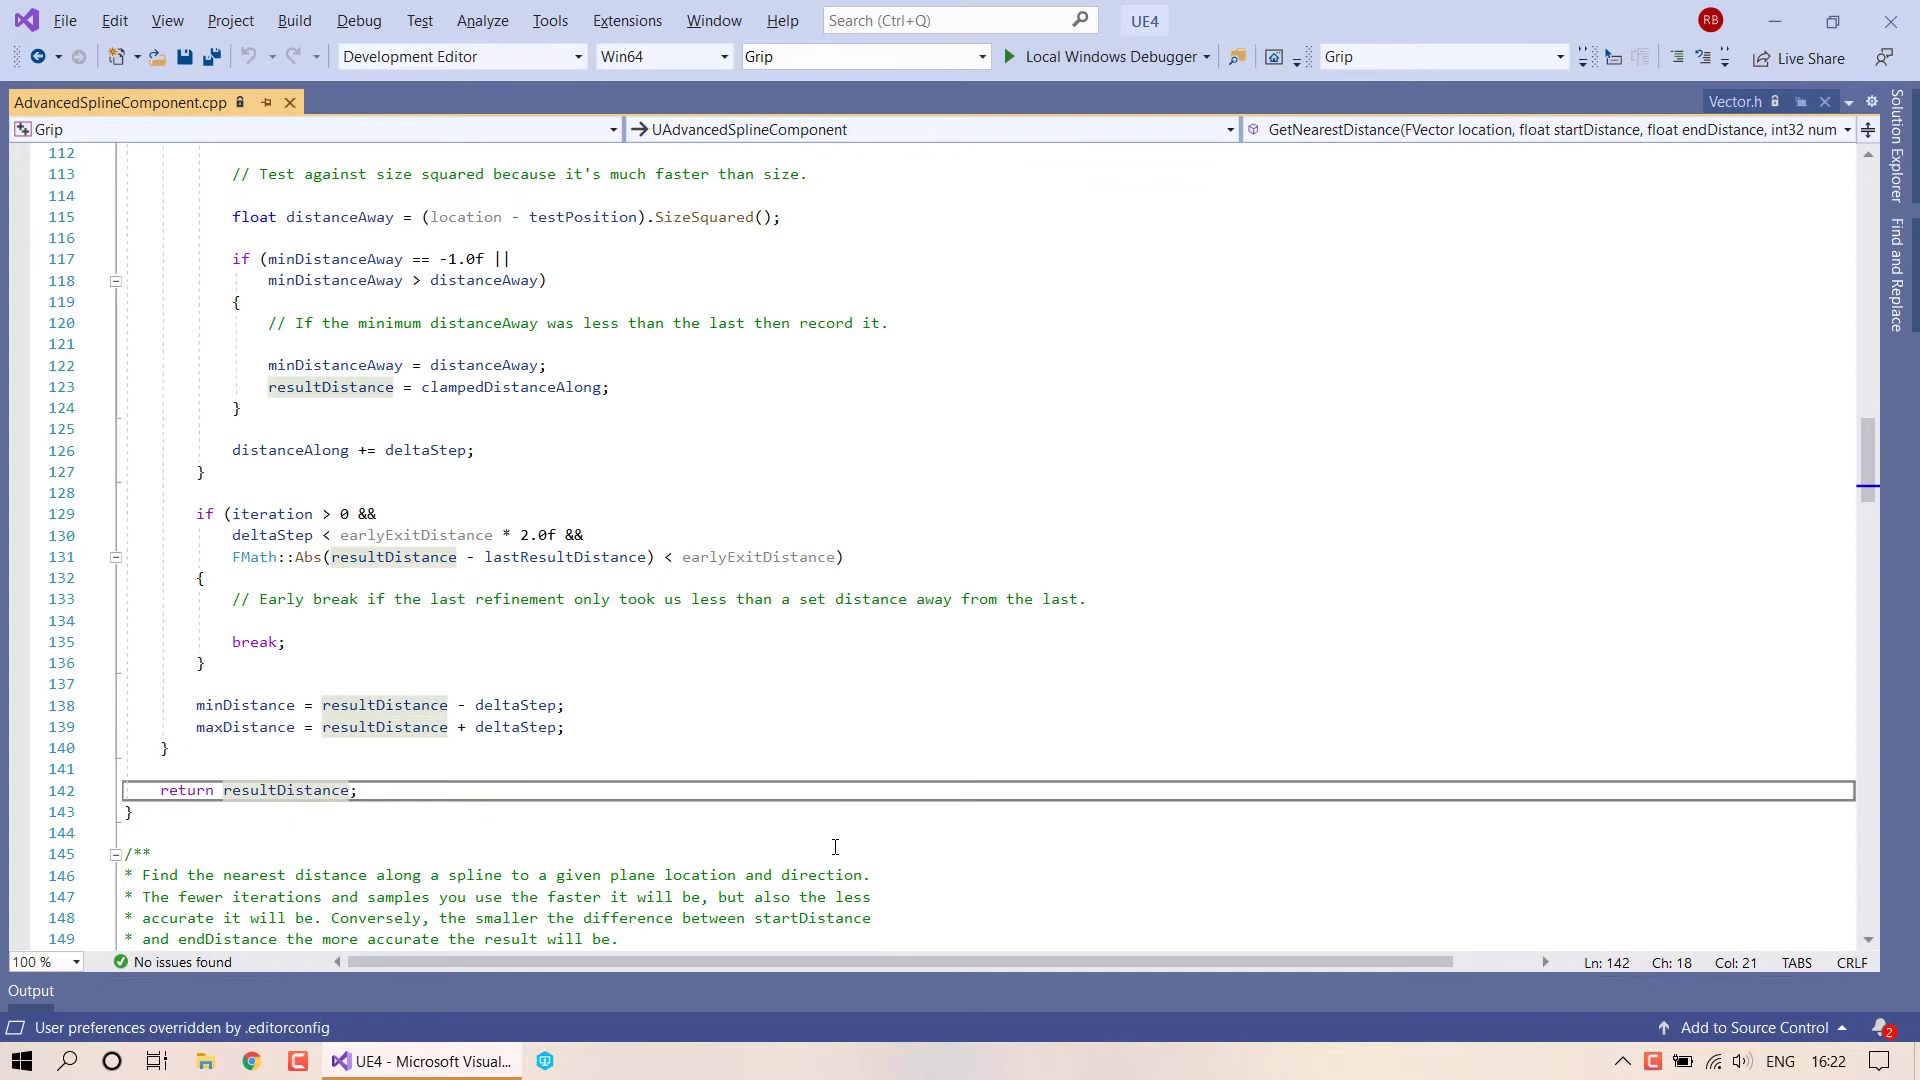 File Edit View Project Build Debug Test Analyze Tools Extensions Window Help Search (Ctrl+Q) UE4 RB
Development Editor Win64 Grip Local Windows Debugger Grip Live Share
AdvancedSplineComponent.cpp Vector.h
Grip UAdvancedSplineComponent GetNearestDistance(FVector location, float startDistance, float endDistance, int32 num
Solution Explorer
Find and Replace
112
113 // Test against size squared because it's much faster than size.
114
115 float distanceAway = (location - testPosition).SizeSquared();
116
117 if (minDistanceAway == -1.0f ||
118 minDistanceAway > distanceAway)
119 {
120 // If the minimum distanceAway was less than the last then record it.
121
122 minDistanceAway = distanceAway;
123 resultDistance = clampedDistanceAlong;
124 }
125
126 distanceAlong += deltaStep;
127 }
128
129 if (iteration > 0 &&
130 deltaStep < earlyExitDistance * 2.0f &&
131 FMath::Abs(resultDistance - lastResultDistance) < earlyExitDistance)
132 {
133 // Early break if the last refinement only took us less than a set distance away from the last.
134
135 break;
136 }
137
138 minDistance = resultDistance - deltaStep;
139 maxDistance = resultDistance + deltaStep;
140 }
141
142 return resultDistance;
143 }
144
145 /**
146 * Find the nearest distance along a spline to a given plane location and direction.
147 * The fewer iterations and samples you use the faster it will be, but also the less
148 * accurate it will be. Conversely, the smaller the difference between startDistance
149 * and endDistance the more accurate the result will be.
100 % No issues found Ln: 142 Ch: 18 Col: 21 TABS CRLF
Output
User preferences overridden by .editorconfig Add to Source Control 2
UE4 - Microsoft Visual... ENG 16:22